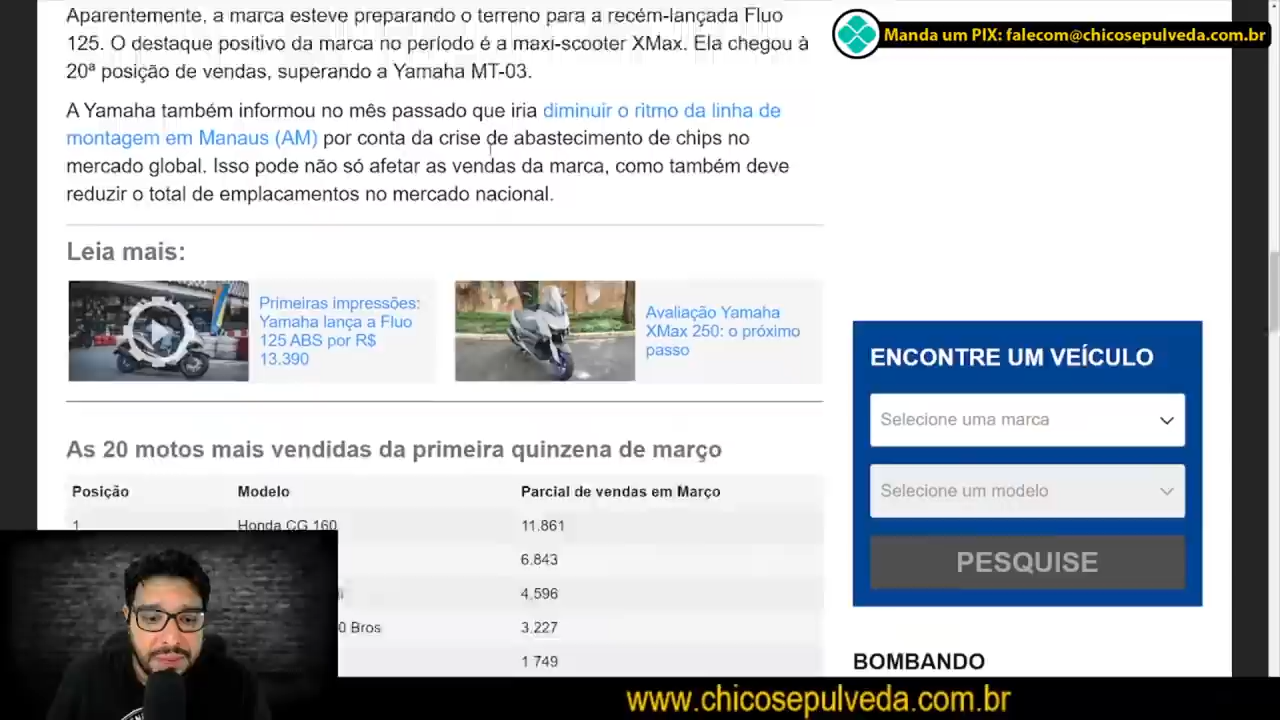 Aparentemente, a marca esteve preparando o terreno para a recém-lançada Fluo
125. O destaque positivo da marca no período é a maxi-scooter XMax. Ela chegou à
20ª posição de vendas, superando a Yamaha MT-03.
Manda um PIX: falecom@chicosepulveda.com.br
A Yamaha também informou no mês passado que iria diminuir o ritmo da linha de
montagem em Manaus (AM) por conta da crise de abastecimento de chips no
mercado global. Isso pode não só afetar as vendas da marca, como também deve
reduzir o total de emplacamentos no mercado nacional.
Leia mais:
Primeiras impressões:
Yamaha lança a Fluo
125 ABS por R$
13.390
Avaliação Yamaha
XMax 250: o próximo
passo
ENCONTRE UM VEÍCULO
Selecione uma marca
Selecione um modelo
PESQUISE
As 20 motos mais vendidas da primeira quinzena de março
Posição Modelo Parcial de vendas em Março
1 Honda CG 160 11.861
6.843
4.596
0 Bros 3.227
1 749
BOMBANDO
www.chicosepulveda.com.br